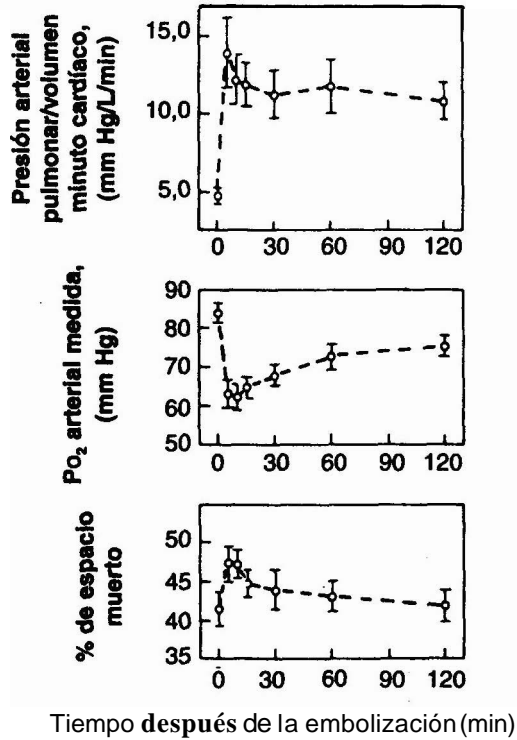 Presión arterial
pulmonar/volumen
minuto cardíaco,
(mm Hg/L/min)
15,0
10,0
5,0
0 30 60 90 120
Po₂ arterial medida,
(mm Hg)
90
80
70
60
50
0 30 60 90 120
% de espacio
muerto
50
45
40
35
0 30 60 90 120
Tiempo después de la embolización (min)